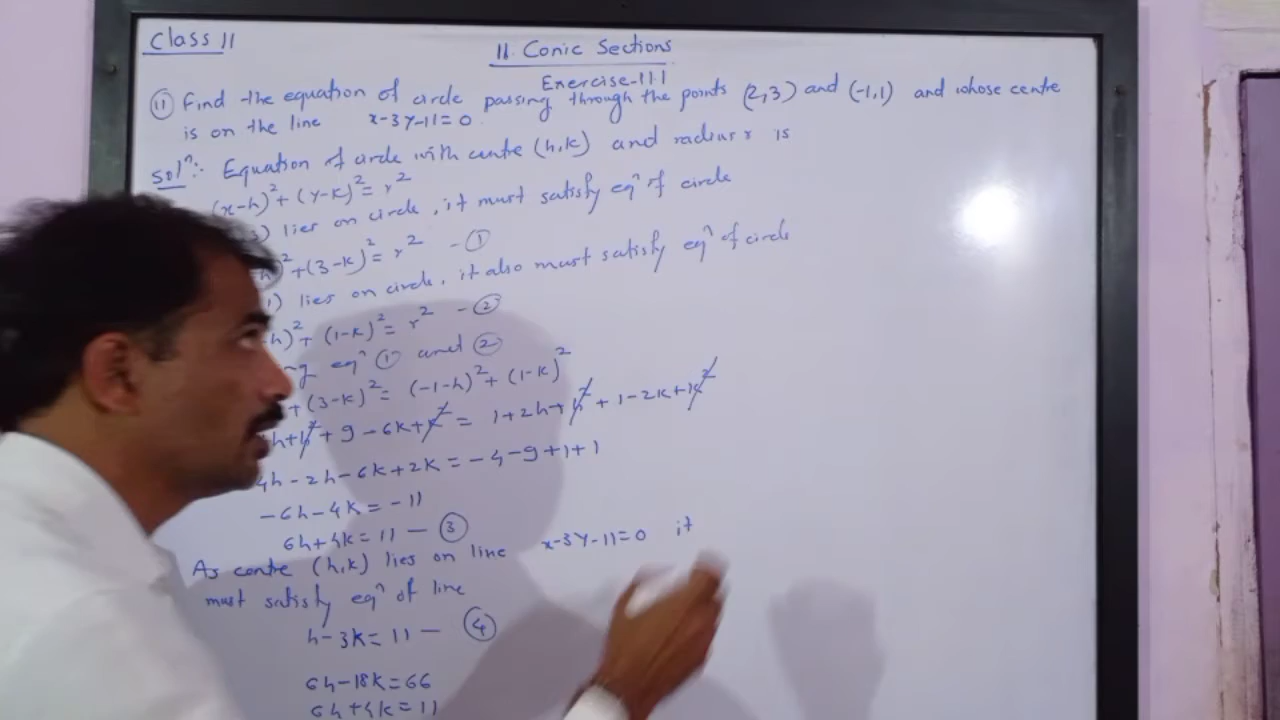 Class 11
11. Conic Sections
Exercise-11.1
(11) Find the equation of circle passing through the points (2,3) and (-1,1) and whose centre
is on the line x-3y-11=0.
Solⁿ:- Equation of circle with centre (h,k) and radius r is
(x-h)²+(y-k)²=r²
3) lies on circle, it must satisfy eqⁿ of circle
h)²+(3-k)²=r² -①
1) lies on circle, it also must satisfy eqⁿ of circle
h)²+(1-k)²=r² -②
eqⁿ ① and ②
+(3-k)²=(-1-h)²+(1-k)²
h+h²+9-6k+k²=1+2h+h²+1-2k+k²
4h-2h-6k+2k=-4-9+1+1
-6h-4k=-11
6h+4k=11 -③
As centre (h,k) lies on line x-3y-11=0 it
must satisfy eqⁿ of line
h-3k=11 - ④
6h-18k=66
6h+4k=11